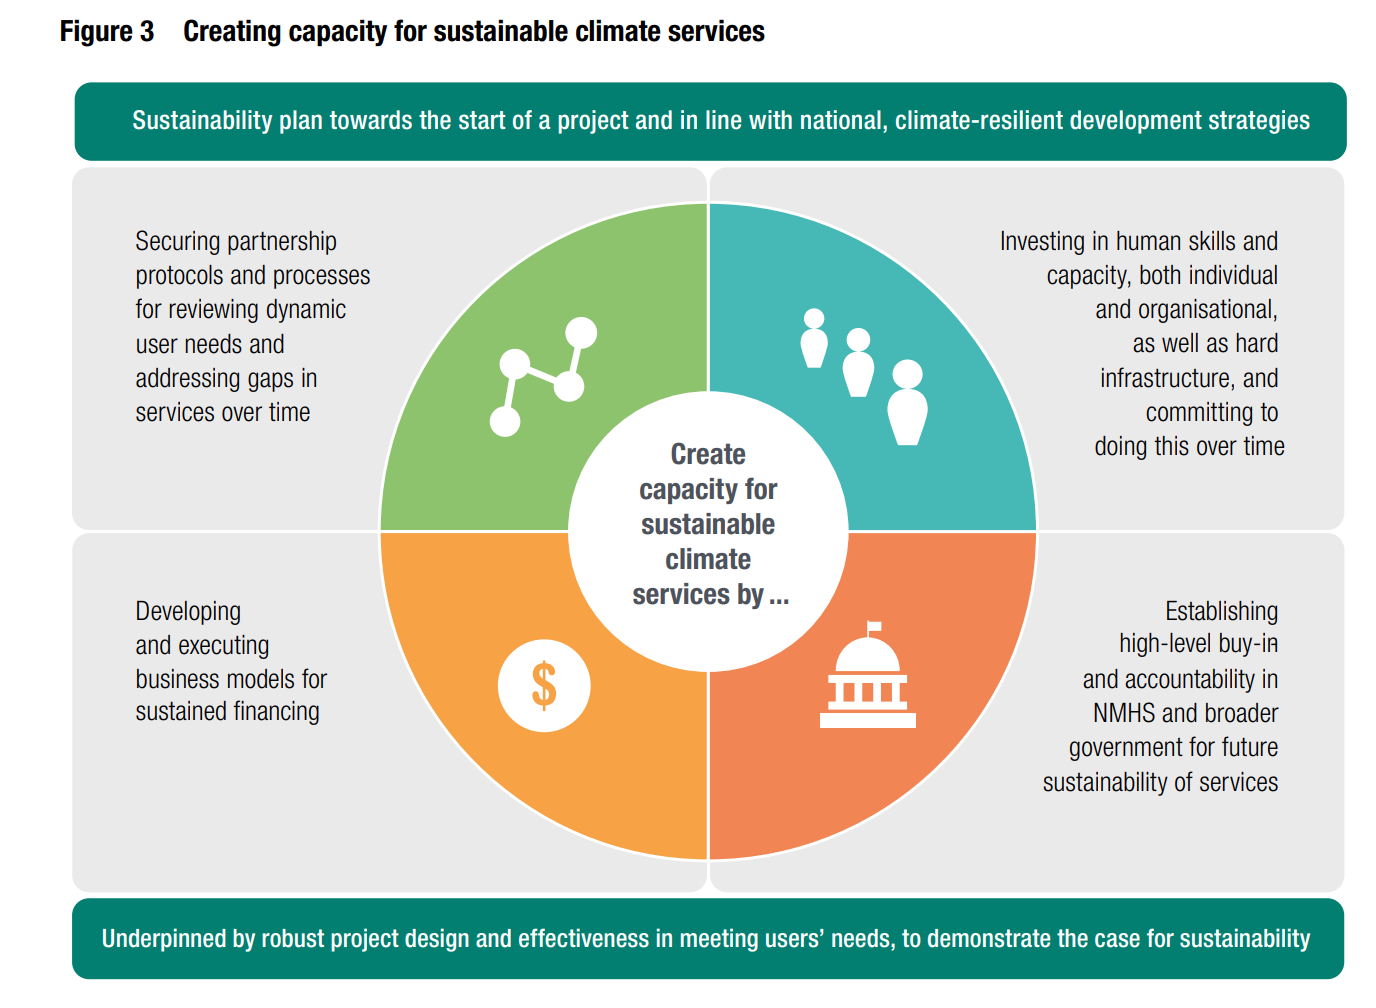 Figure 3 Creating capacity for sustainable climate services
Sustainability plan towards the start of a project and in line with national, climate-resilient development strategies
Securing partnership
protocols and processes
for reviewing dynamic
user needs and
addressing gaps in
services over time
Investing in human skills and
capacity, both individual
and organisational,
as well as hard
infrastructure, and
committing to
doing this over time
Create
capacity for
sustainable
climate
services by ...
Developing
and executing
business models for
sustained financing
$
Establishing
high-level buy-in
and accountability in
NMHS and broader
government for future
sustainability of services
Underpinned by robust project design and effectiveness in meeting users’ needs, to demonstrate the case for sustainability